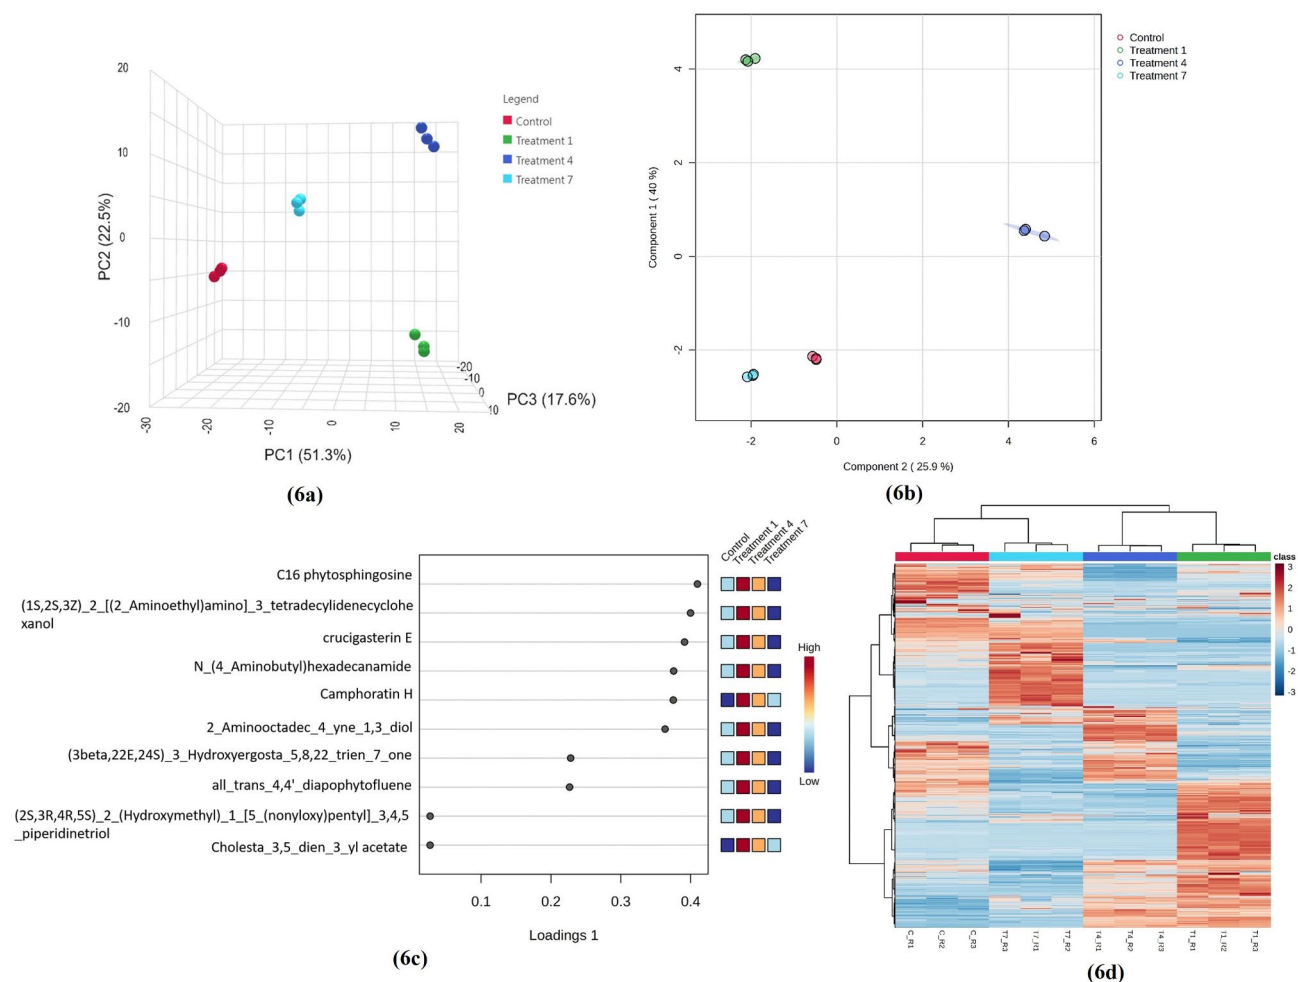 20
10
0
-10
-20
PC2 (22.5%)
-30
-20
-10
0
10
20
PC1 (51.3%)
-20
-10
0
10
PC3 (17.6%)
Legend
Control
Treatment 1
Treatment 4
Treatment 7
(6a)
4
2
0
-2
Component 1 ( 40 %)
-2
0
2
4
6
Component 2 ( 25.9 %)
Control
Treatment 1
Treatment 4
Treatment 7
(6b)
Control
Treatment 1
Treatment 4
Treatment 7
C16 phytosphingosine
(1S,2S,3Z)_2_[(2_Aminoethyl)amino]_3_tetradecylidenecyclohe
xanol
crucigasterin E
N_(4_Aminobutyl)hexadecanamide
Camphoratin H
2_Aminooctadec_4_yne_1,3_diol
(3beta,22E,24S)_3_Hydroxyergosta_5,8,22_trien_7_one
all_trans_4,4'_diapophytofluene
(2S,3R,4R,5S)_2_(Hydroxymethyl)_1_[5_(nonyloxy)pentyl]_3,4,5
_piperidinetriol
Cholesta_3,5_dien_3_yl acetate
High
Low
0.1
0.2
0.3
0.4
Loadings 1
(6c)
class
3
2
1
0
-1
-2
-3
C_R1
C_R2
C_R3
T7_R3
T7_R1
T7_R2
T4_R1
T4_R2
T4_R3
T1_R1
T1_R2
T1_R3
(6d)